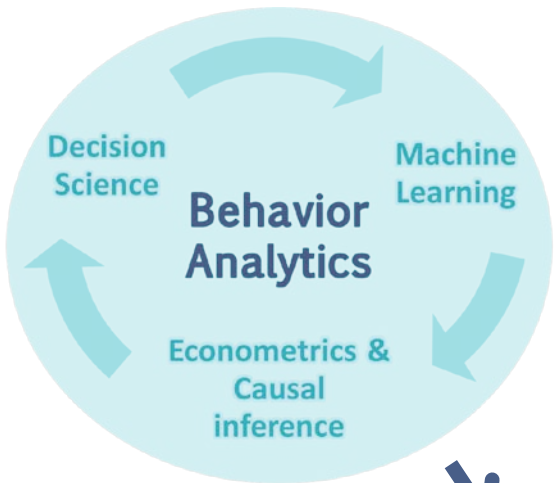 Decision
Science
Machine
Learning
Behavior
Analytics
Econometrics &
Causal
inference